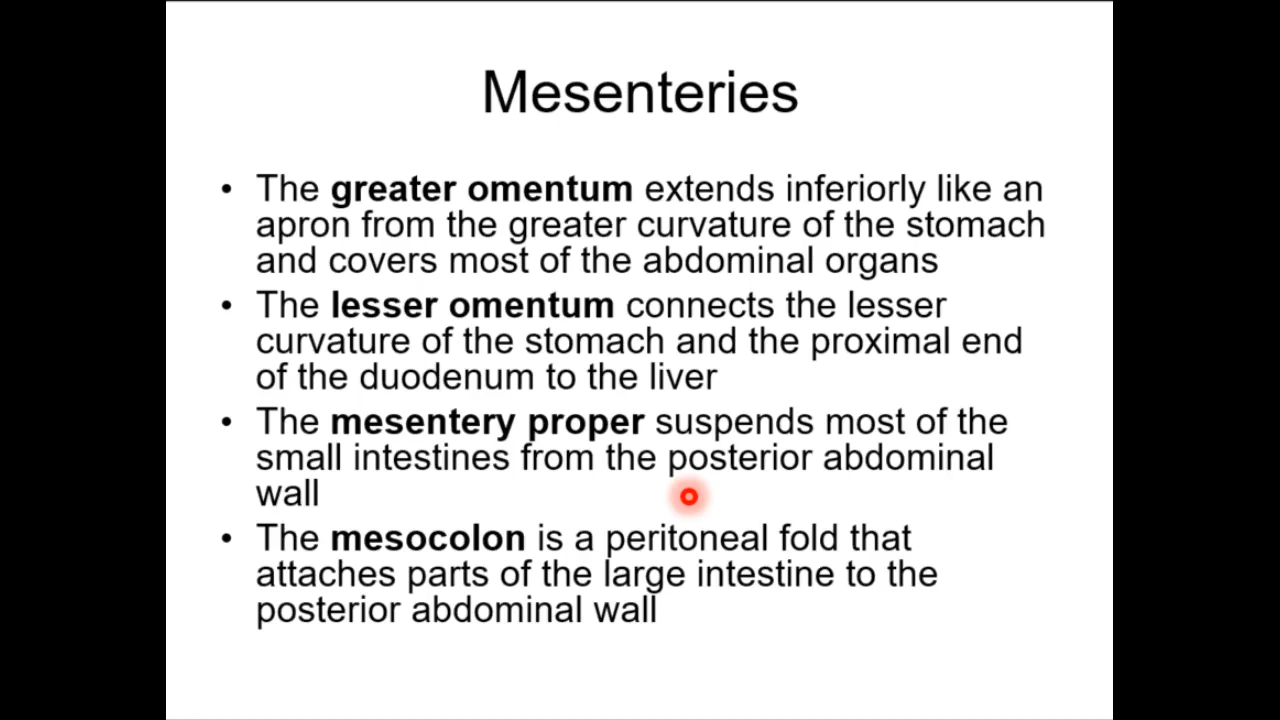 Mesenteries
• The greater omentum extends inferiorly like an
apron from the greater curvature of the stomach
and covers most of the abdominal organs
• The lesser omentum connects the lesser
curvature of the stomach and the proximal end
of the duodenum to the liver
• The mesentery proper suspends most of the
small intestines from the posterior abdominal
wall
• The mesocolon is a peritoneal fold that
attaches parts of the large intestine to the
posterior abdominal wall